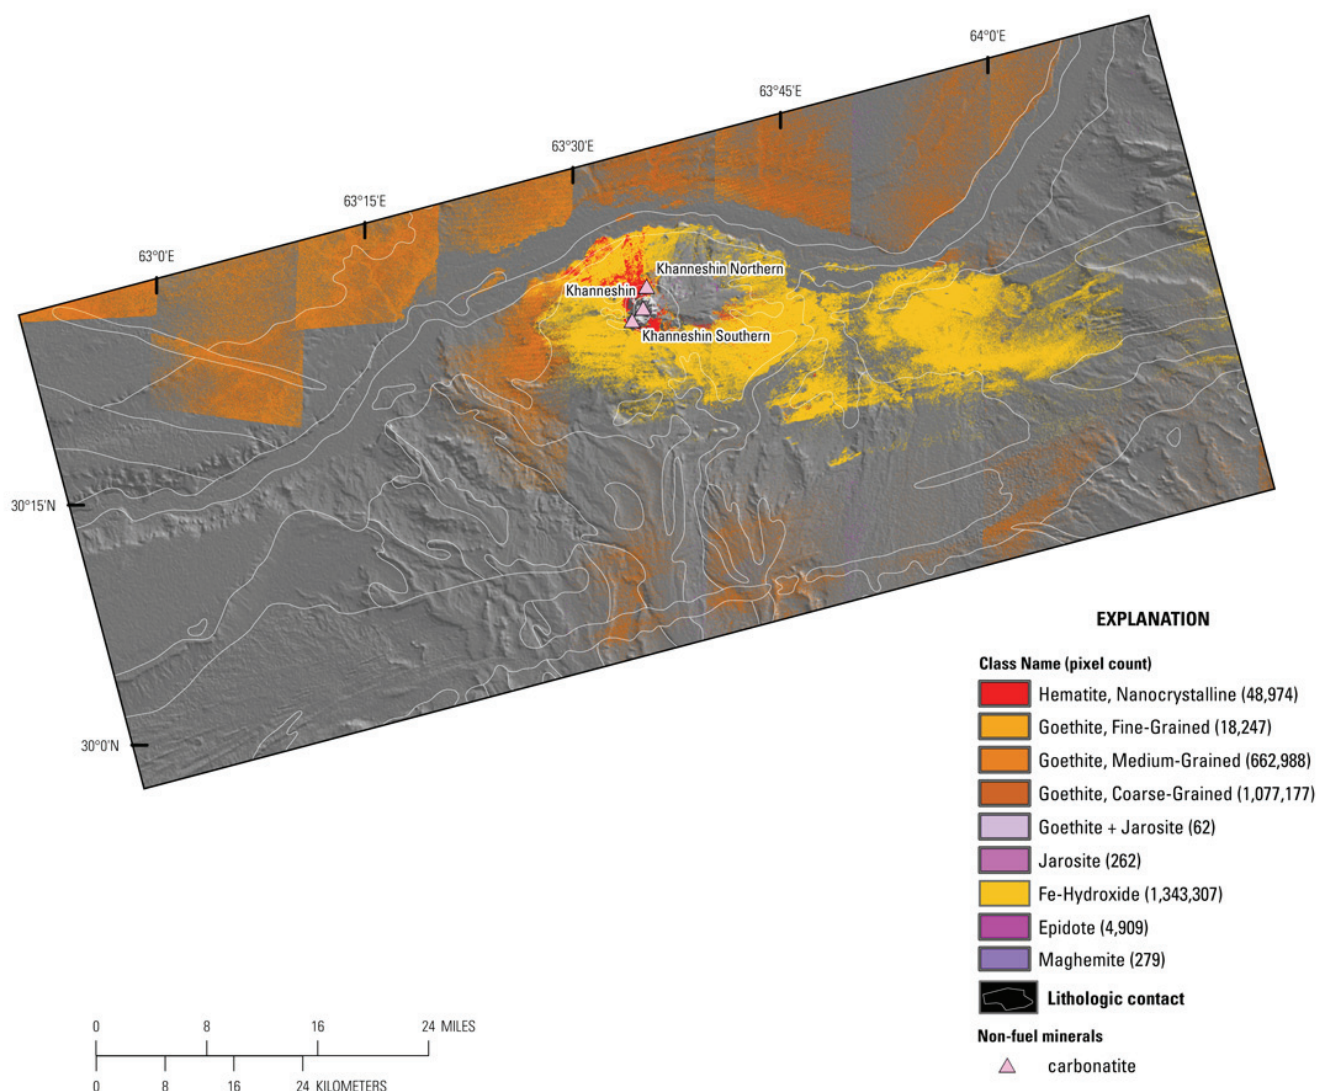 64°0'E
63°45'E
63°30'E
63°15'E
63°0'E
Khanneshin Northern
Khanneshin
Khanneshin Southern
30°15'N
30°0'N
EXPLANATION
Class Name (pixel count)
Hematite, Nanocrystalline (48,974)
Goethite, Fine-Grained (18,247)
Goethite, Medium-Grained (662,988)
Goethite, Coarse-Grained (1,077,177)
Goethite + Jarosite (62)
Jarosite (262)
Fe-Hydroxide (1,343,307)
Epidote (4,909)
Maghemite (279)
Lithologic contact
Non-fuel minerals
carbonatite
0 8 16 24 MILES
0 8 16 24 KILOMETERS